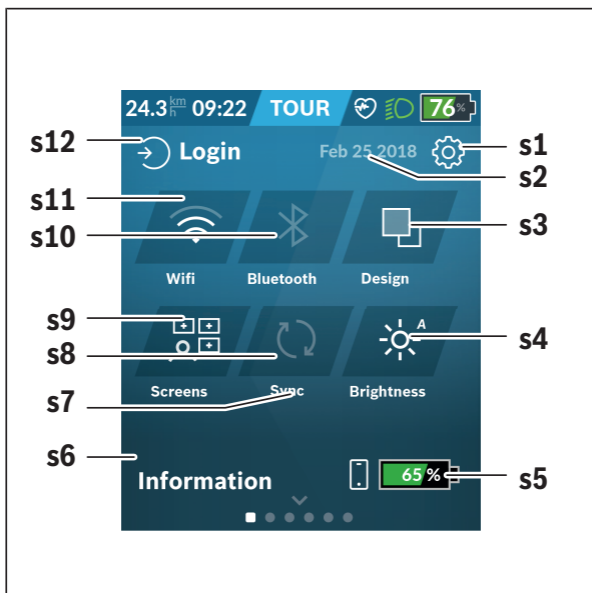 24.3 km/h 09:22 TOUR 76%
s12 Login Feb 25 2018 s1
s2
s11
s10 s3
Wifi Bluetooth Design
s9 A
s8 s4
Screens Sync Brightness
s7
s6
Information 65% s5